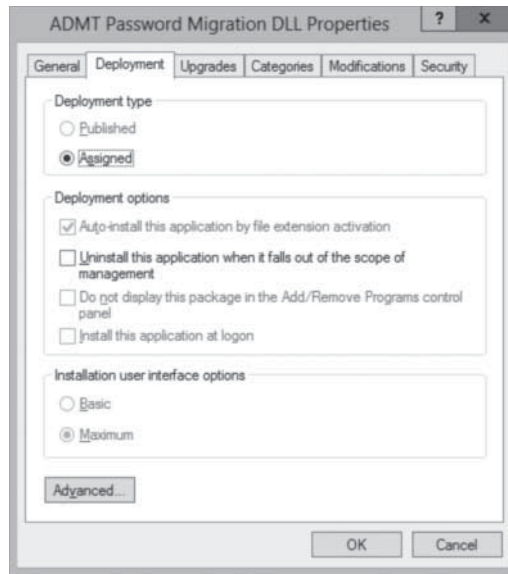 ADMT Password Migration DLL Properties
? x
General Deployment Upgrades Categories Modifications Security
Deployment type
Published
Assigned
Deployment options
Auto-install this application by file extension activation
Uninstall this application when it falls out of the scope of
management
Do not display this package in the Add/Remove Programs control
panel
Install this application at logon
Installation user interface options
Basic
Maximum
Advanced...
OK Cancel